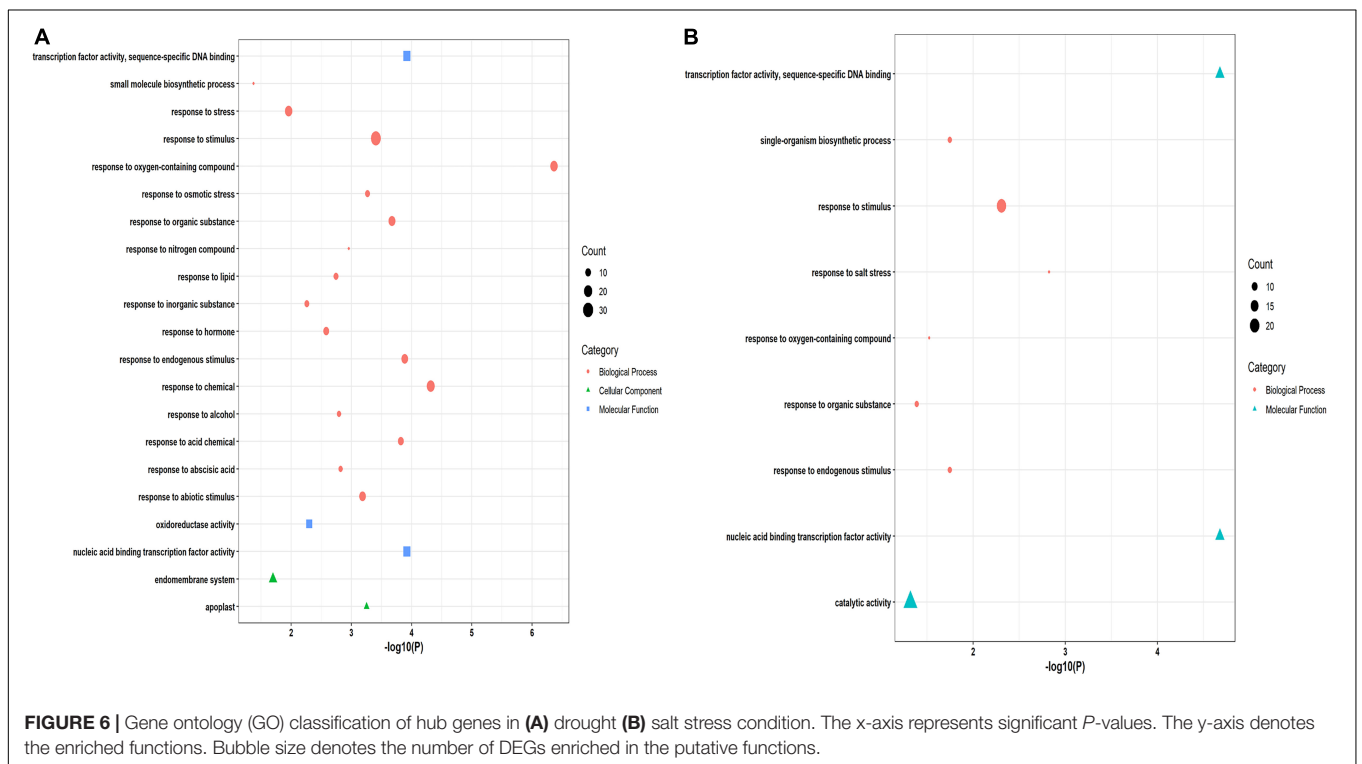 A
transcription factor activity, sequence-specific DNA binding
small molecule biosynthetic process
response to stress
response to stimulus
response to oxygen-containing compound
response to osmotic stress
response to organic substance
response to nitrogen compound
response to lipid
response to inorganic substance
response to hormone
response to endogenous stimulus
response to chemical
response to alcohol
response to acid chemical
response to abscisic acid
response to abiotic stimulus
oxidoreductase activity
nucleic acid binding transcription factor activity
endomembrane system
apoplast
2 3 4 5 6
-log10(P)
Count
10
20
30
Category
Biological Process
Cellular Component
Molecular Function
B
transcription factor activity, sequence-specific DNA binding
single-organism biosynthetic process
response to stimulus
response to salt stress
response to oxygen-containing compound
response to organic substance
response to endogenous stimulus
nucleic acid binding transcription factor activity
catalytic activity
2 3 4
-log10(P)
Count
10
15
20
Category
Biological Process
Molecular Function
FIGURE 6 | Gene ontology (GO) classification of hub genes in (A) drought (B) salt stress condition. The x-axis represents significant P-values. The y-axis denotes
the enriched functions. Bubble size denotes the number of DEGs enriched in the putative functions.